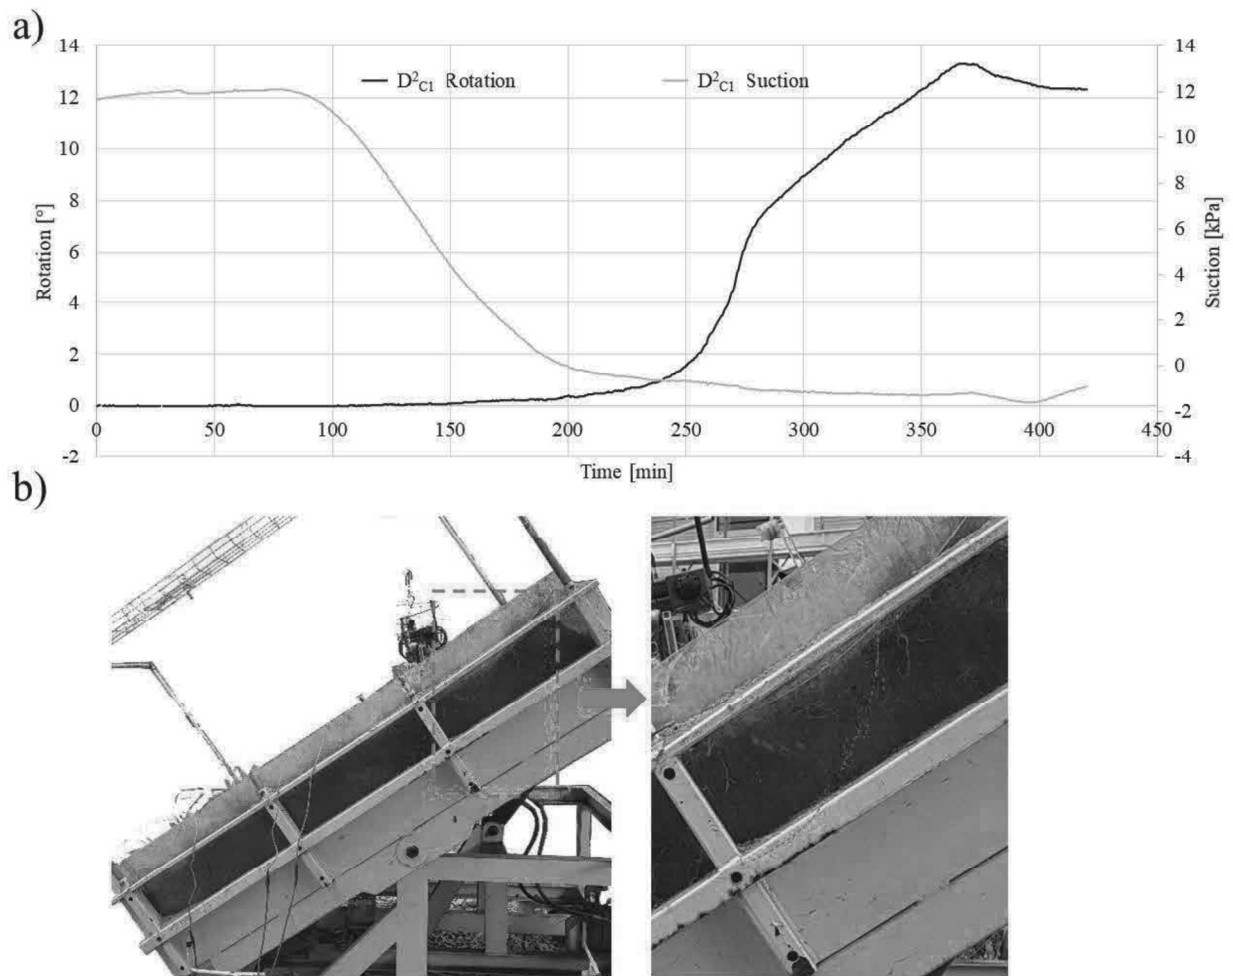 a)
14 14
D²C1 Rotation D²C1 Suction
12 12
10 10
8 8
6 6
4 4
2 2
0 0
-2
0 50 100 150 200 250 300 350 400 450
-2 -4
Rotation [°]
Suction [kPa]
Time [min]
b)